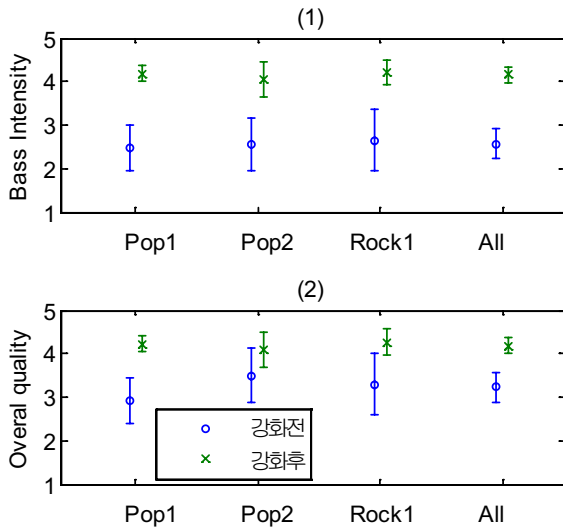 (1)
5
4
3
2
1
Bass Intensity
Pop1 Pop2 Rock1 All
(2)
5
4
3
2
1
Overal quality
강화전
강화후
Pop1 Pop2 Rock1 All